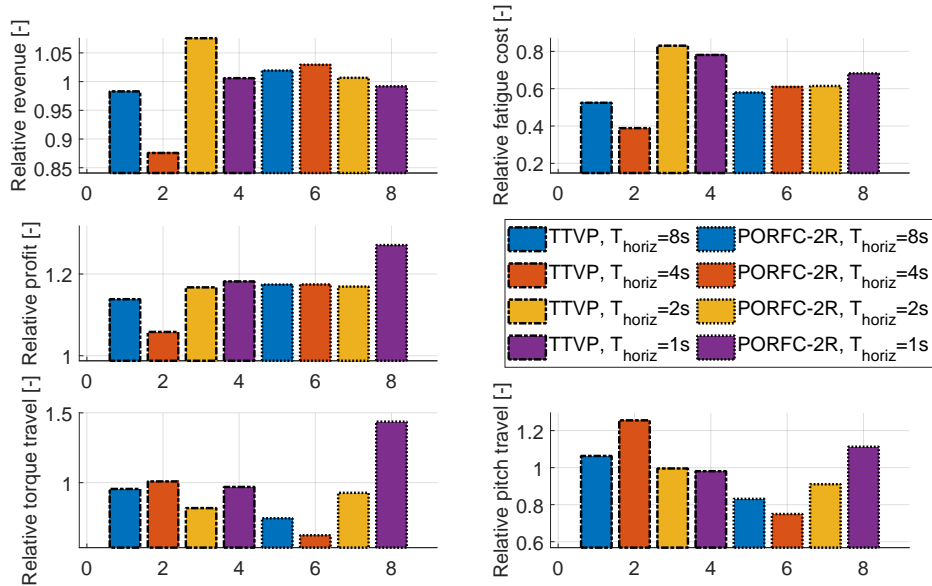 Relative revenue [-]
1.05
1
0.95
0.9
0.85
0 2 4 6 8
Relative fatigue cost [-]
0.8
0.6
0.4
0.2
0 2 4 6 8
Relative profit [-]
1.2
1
0 2 4 6 8
TTVP, T_horiz=8s PORFC-2R, T_horiz=8s
TTVP, T_horiz=4s PORFC-2R, T_horiz=4s
TTVP, T_horiz=2s PORFC-2R, T_horiz=2s
TTVP, T_horiz=1s PORFC-2R, T_horiz=1s
Relative torque travel [-]
1.5
1
0 2 4 6 8
Relative pitch travel [-]
1.2
1
0.8
0.6
0 2 4 6 8